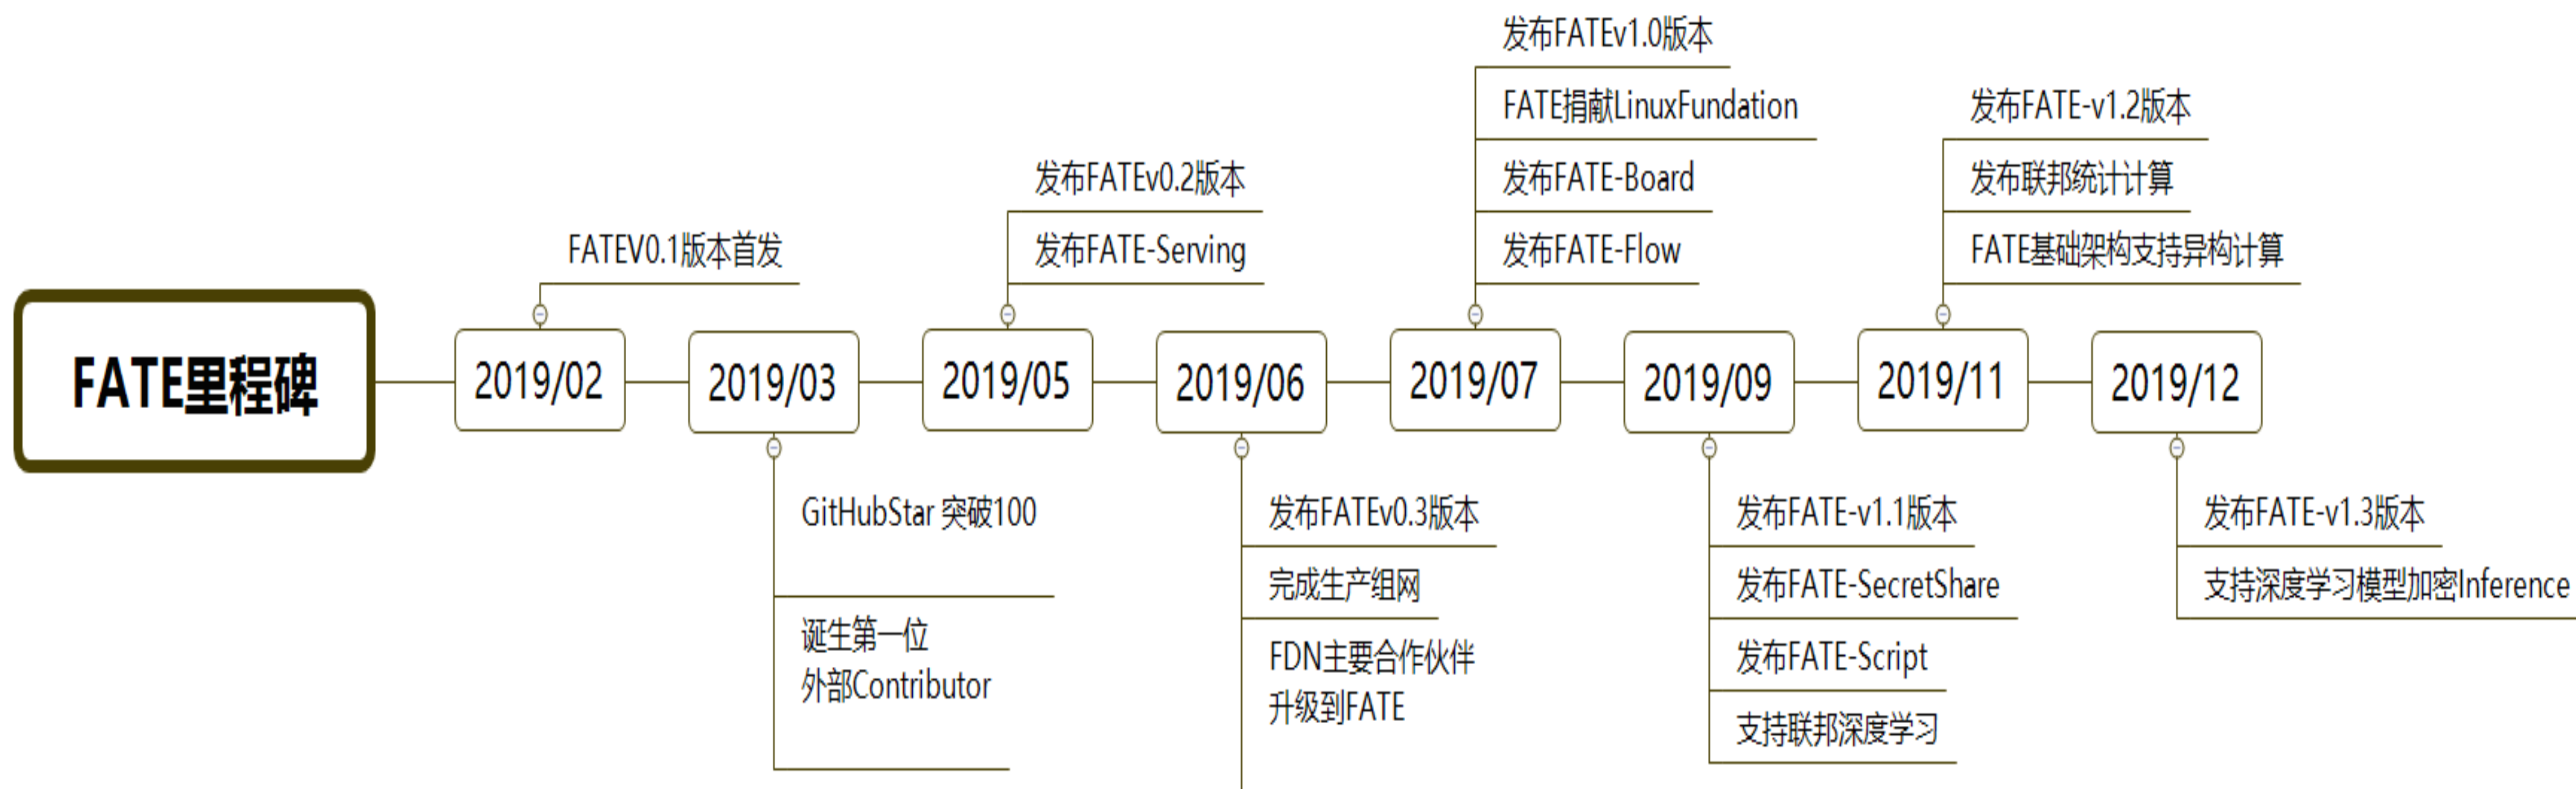 FATE里程碑
2019/02
FATEV0.1版本首发
2019/03
GitHubStar 突破100
诞生第一位
外部Contributor
2019/05
发布FATEv0.2版本
发布FATE-Serving
2019/06
发布FATEv0.3版本
完成生产组网
FDN主要合作伙伴
升级到FATE
2019/07
发布FATEv1.0版本
FATE捐献LinuxFundation
发布FATE-Board
发布FATE-Flow
2019/09
发布FATE-v1.1版本
发布FATE-SecretShare
发布FATE-Script
支持联邦深度学习
2019/11
发布FATE-v1.2版本
发布联邦统计计算
FATE基础架构支持异构计算
2019/12
发布FATE-v1.3版本
支持深度学习模型加密Inference